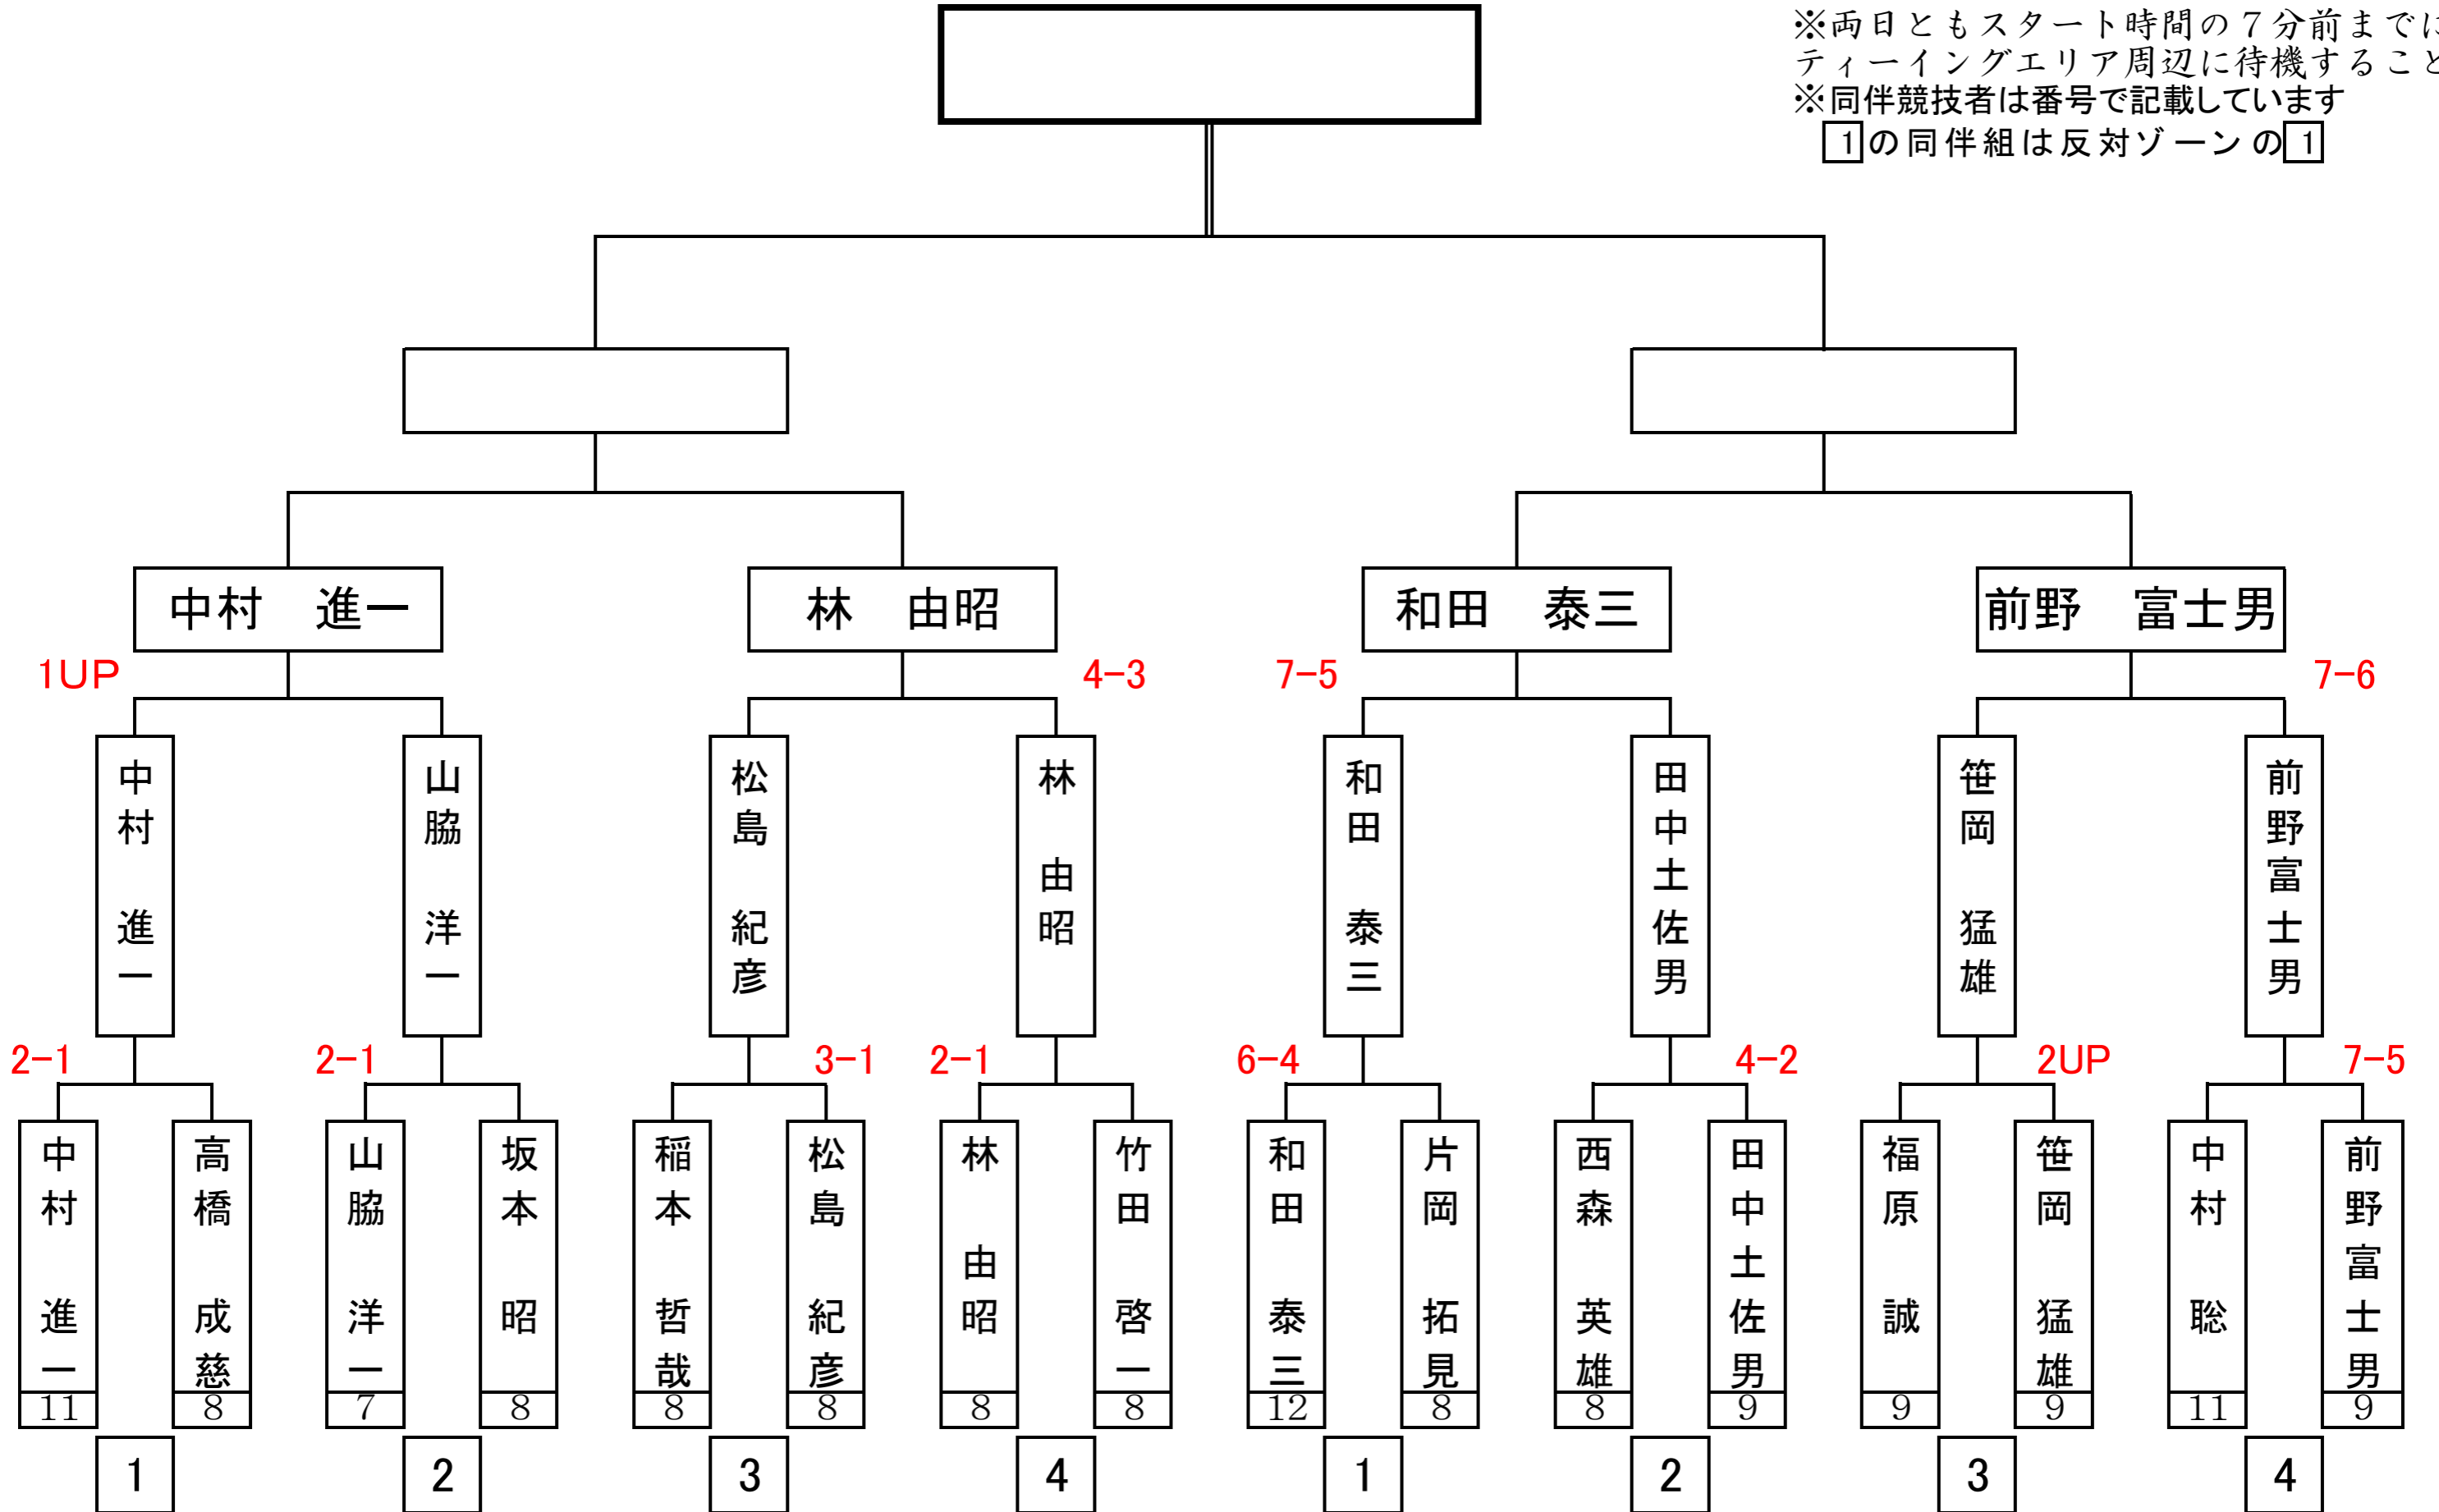 ※両日ともスタート時間の７分前までに
ティーイングエリア周辺に待機すること
※同伴競技者は番号で記載しています
1の同伴組は反対ゾーンの1
中村　進一
林　由昭
和田　泰三
前野　富士男
1UP
4-3
7-5
7-6
中村　進一
山脇　洋一
松島　紀彦
林　由昭
和田　泰三
田中土佐男
笹岡　猛雄
前野富士男
2-1
2-1
3-1
2-1
6-4
4-2
2UP
7-5
中村　進一
高橋　成慈
山脇　洋一
坂本　昭
稲本　哲哉
松島　紀彦
林　由昭
竹田　啓一
和田　泰三
片岡　拓見
西森　英雄
田中土佐男
福原　誠
笹岡　猛雄
中村　聡
前野富士男
11
8
7
8
8
8
8
8
12
8
8
9
9
9
11
9
1
2
3
4
1
2
3
4